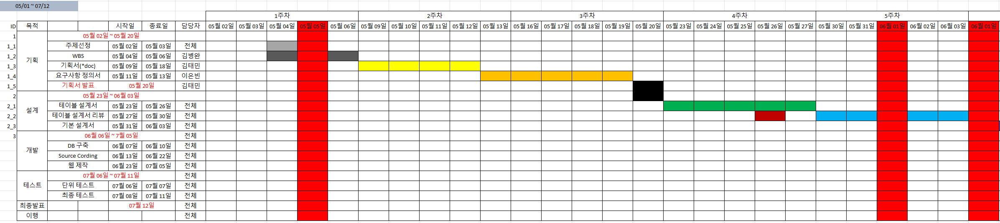 05/01 ~ 07/12
1주차 2주차 3주차 4주차 5주차
ID 목적 시작일 종료일 담당자 05월 02일 05월 03일 05월 04일 05월 05일 05월 06일 05월 09일 05월 10일 05월 11일 05월 12일 05월 13일 05월 16일 05월 17일 05월 18일 05월 19일 05월 20일 05월 23일 05월 24일 05월 25일 05월 26일 05월 27일 05월 30일 05월 31일 06월 01일 06월 02일 06월 03일 06월 01일
1 기획 05월 02일 ~ 05월 20일
1_1 주제선정 05월 02일 05월 03일 전체
1_2 WBS 05월 04일 05월 06일 김병완
1_3 기획서(*doc) 05월 09일 05월 18일 김태민
1_4 요구사항 정의서 05월 11일 05월 13일 이은빈
1_5 기획서 발표 05월 20일 김태민
2 설계 05월 23일 ~ 06월 03일
2_1 테이블 설계서 05월 23일 05월 26일 전체
2_2 테이블 설계서 리뷰 05월 27일 05월 30일 전체
2_3 기본 설계서 05월 31일 06월 03일 전체
3 개발 06월 06일 ~ 7월 05일 전체
DB 구축 06월 07일 06월 10일 전체
Source Cording 06월 13일 06월 22일 전체
웹 제작 06월 23일 07월 05일 전체
테스트 07월 06일 ~ 07월 11일 전체
단위 테스트 07월 06일 07월 07일 전체
최종 테스트 07월 08일 07월 11일 전체
최종발표 07월 12일 전체
이행 전체